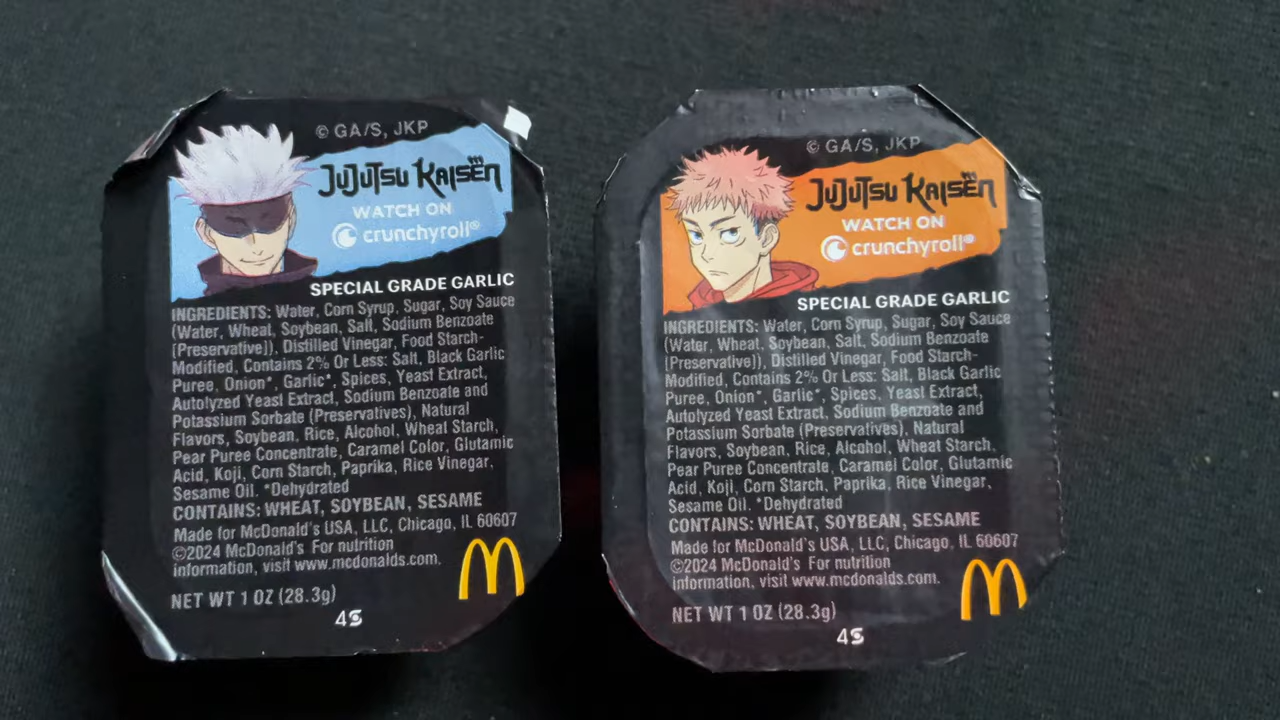 © GA/S, JKP
JUJUTSU KAISEN
WATCH ON
crunchyroll®
SPECIAL GRADE GARLIC
INGREDIENTS: Water, Corn Syrup, Sugar, Soy Sauce
(Water, Wheat, Soybean, Salt, Sodium Benzoate
[Preservative]), Distilled Vinegar, Food Starch-
Modified, Contains 2% Or Less: Salt, Black Garlic
Puree, Onion*, Garlic*, Spices, Yeast Extract,
Autolyzed Yeast Extract, Sodium Benzoate and
Potassium Sorbate (Preservatives), Natural
Flavors, Soybean, Rice, Alcohol, Wheat Starch,
Pear Puree Concentrate, Caramel Color, Glutamic
Acid, Koji, Corn Starch, Paprika, Rice Vinegar,
Sesame Oil. *Dehydrated
CONTAINS: WHEAT, SOYBEAN, SESAME
Made for McDonald's USA, LLC, Chicago, IL 60607
©2024 McDonald's For nutrition
information, visit www.mcdonalds.com.
NET WT 1 OZ (28.3g)
4S
© GA/S, JKP
JUJUTSU KAISEN
WATCH ON
crunchyroll®
SPECIAL GRADE GARLIC
INGREDIENTS: Water, Corn Syrup, Sugar, Soy Sauce
(Water, Wheat, Soybean, Salt, Sodium Benzoate
[Preservative]), Distilled Vinegar, Food Starch-
Modified, Contains 2% Or Less: Salt, Black Garlic
Puree, Onion*, Garlic*, Spices, Yeast Extract,
Autolyzed Yeast Extract, Sodium Benzoate and
Potassium Sorbate (Preservatives), Natural
Flavors, Soybean, Rice, Alcohol, Wheat Starch,
Pear Puree Concentrate, Caramel Color, Glutamic
Acid, Koji, Corn Starch, Paprika, Rice Vinegar,
Sesame Oil. *Dehydrated
CONTAINS: WHEAT, SOYBEAN, SESAME
Made for McDonald's USA, LLC, Chicago, IL 60607
©2024 McDonald's For nutrition
information, visit www.mcdonalds.com.
NET WT 1 OZ (28.3g)
4S